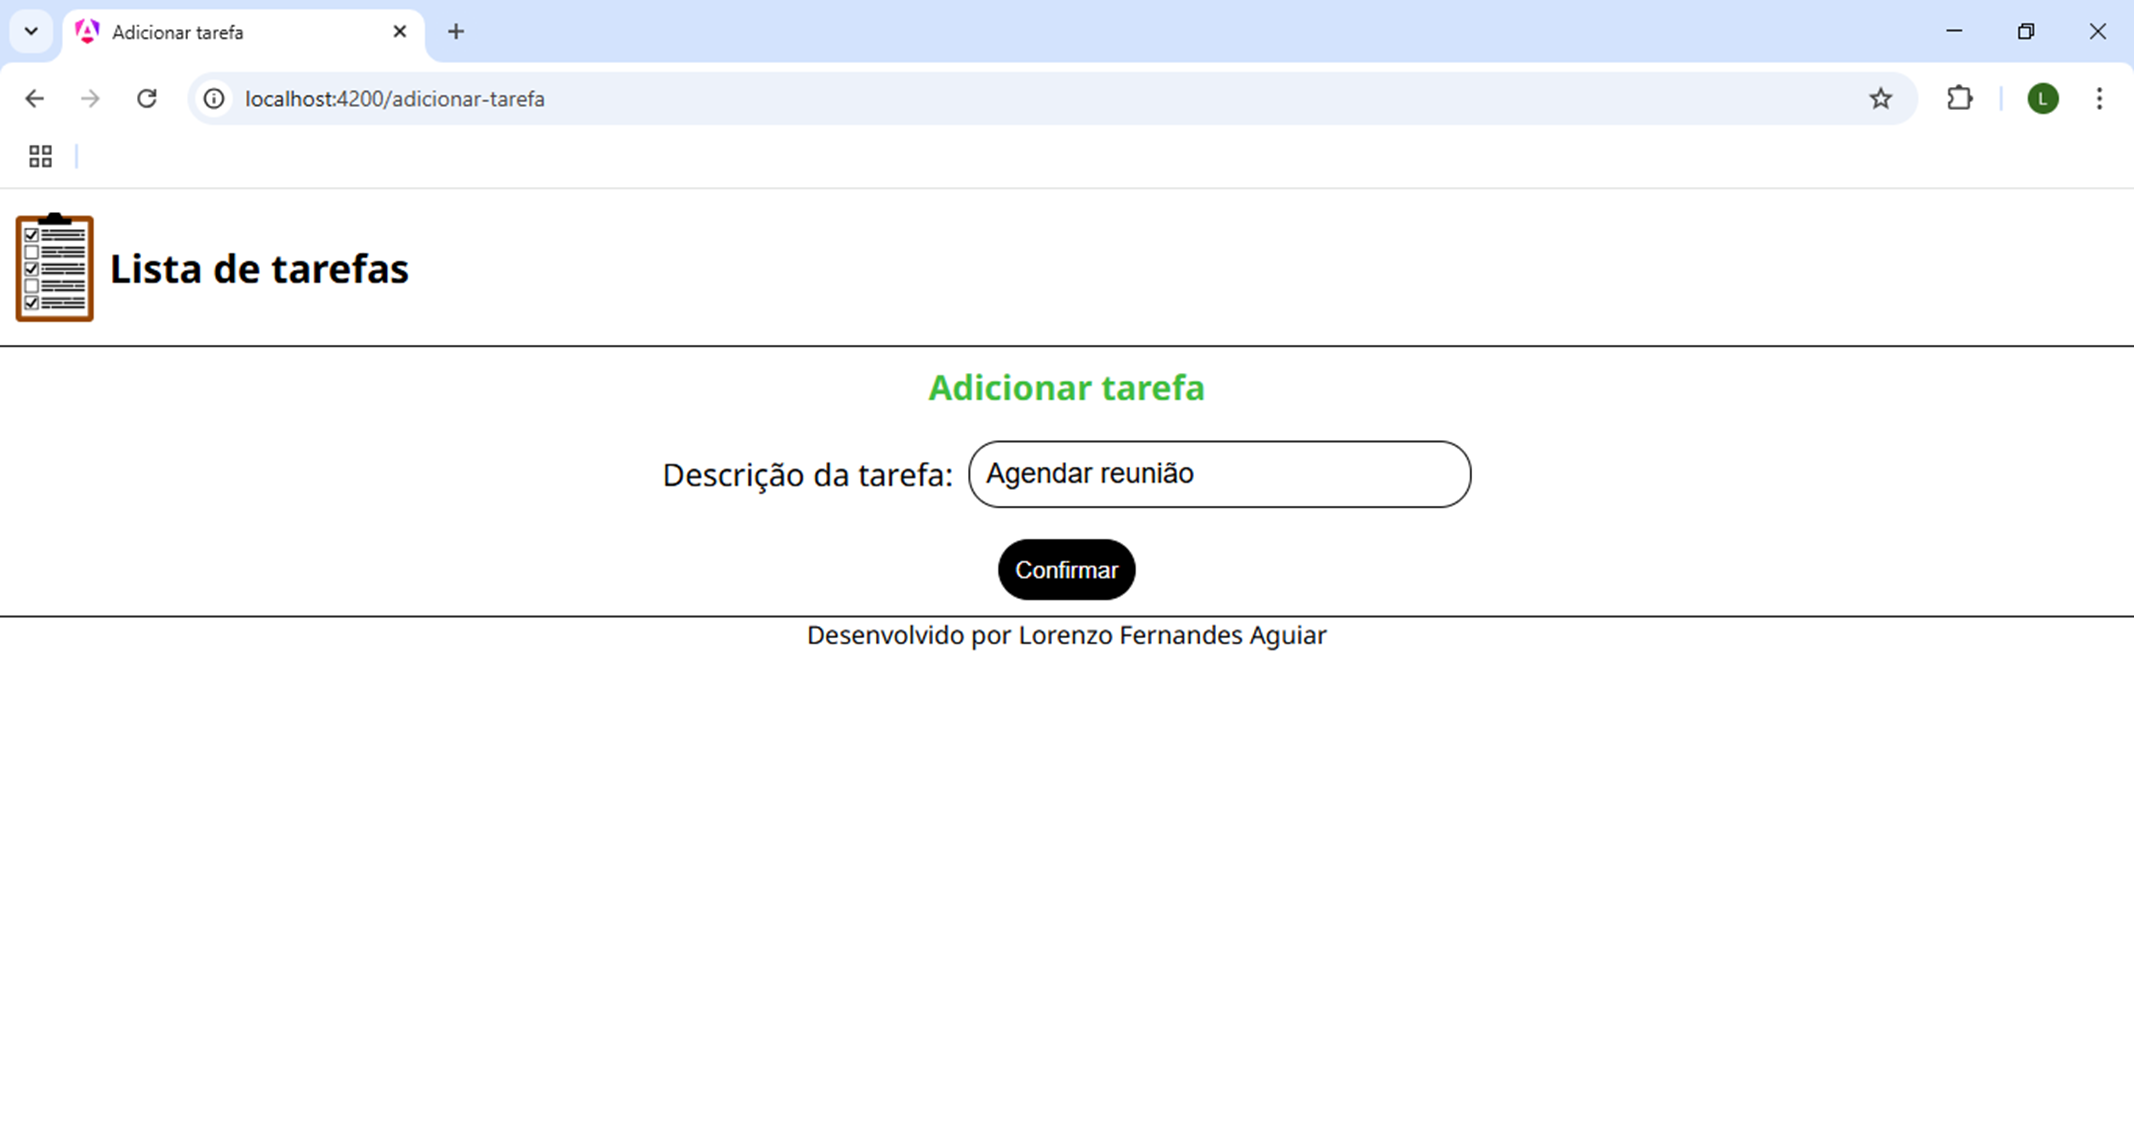 Adicionar tarefa
localhost:4200/adicionar-tarefa
L
Lista de tarefas
Adicionar tarefa
Descrição da tarefa: Agendar reunião
Confirmar
Desenvolvido por Lorenzo Fernandes Aguiar